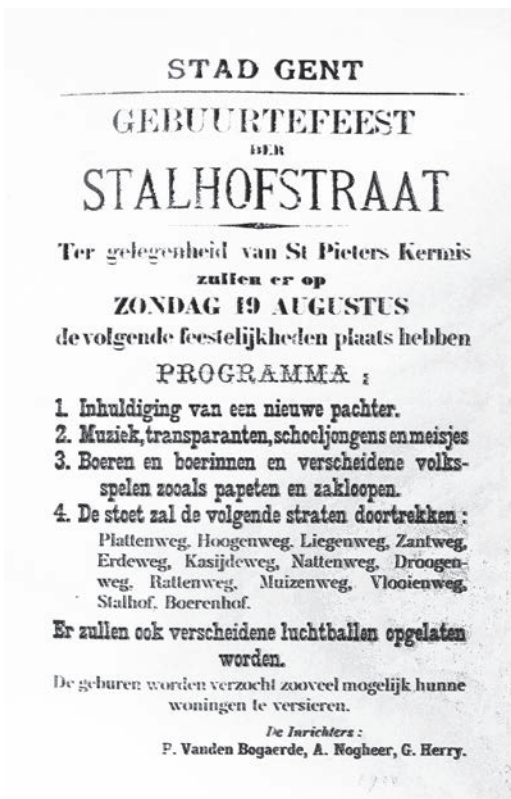 STAD GENT
GEBUURTEFEEST
DER
STALHOFSTRAAT
Ter gelegenheid van St Pieters Kermis
zullen er op
ZONDAG 19 AUGUSTUS
de volgende feestelijkheden plaats hebben
PROGRAMMA :
1. Inhuldiging van een nieuwe pachter.
2. Muziek, transparanten, schooljongens en meisjes
3. Boeren en boerinnen en verscheidene volks-
spelen zooals papeten en zakloopen.
4. De stoet zal de volgende straten doortrekken :
Plattenweg, Hoogenweg. Liegenweg, Zantweg,
Erdeweg, Kasijdeweg, Nattenweg, Droogen-
weg, Rattenweg, Muizenweg, Vlooienweg,
Stalhof. Boerenhof.
Er zullen ook verscheidene luchtballen opgelaten
worden.
De geburen worden verzocht zooveel mogelijk hunne
woningen te versieren.
De Inrichters :
P. Vanden Bogaerde, A. Nogheer, G. Herry.